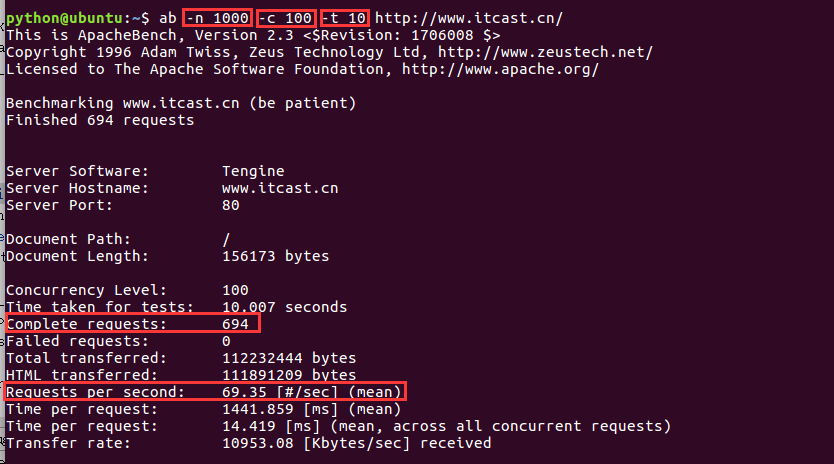 python@ubuntu:~$ ab -n 1000 -c 100 -t 10 http://www.itcast.cn/
This is ApacheBench, Version 2.3 <$Revision: 1706008 $>
Copyright 1996 Adam Twiss, Zeus Technology Ltd, http://www.zeustech.net/
Licensed to The Apache Software Foundation, http://www.apache.org/
Benchmarking www.itcast.cn (be patient)
Finished 694 requests
Server Software: Tengine
Server Hostname: www.itcast.cn
Server Port: 80
Document Path: /
Document Length: 156173 bytes
Concurrency Level: 100
Time taken for tests: 10.007 seconds
Complete requests: 694
Failed requests: 0
Total transferred: 112232444 bytes
HTML transferred: 111891209 bytes
Requests per second: 69.35 [#/sec] (mean)
Time per request: 1441.859 [ms] (mean)
Time per request: 14.419 [ms] (mean, across all concurrent requests)
Transfer rate: 10953.08 [Kbytes/sec] received